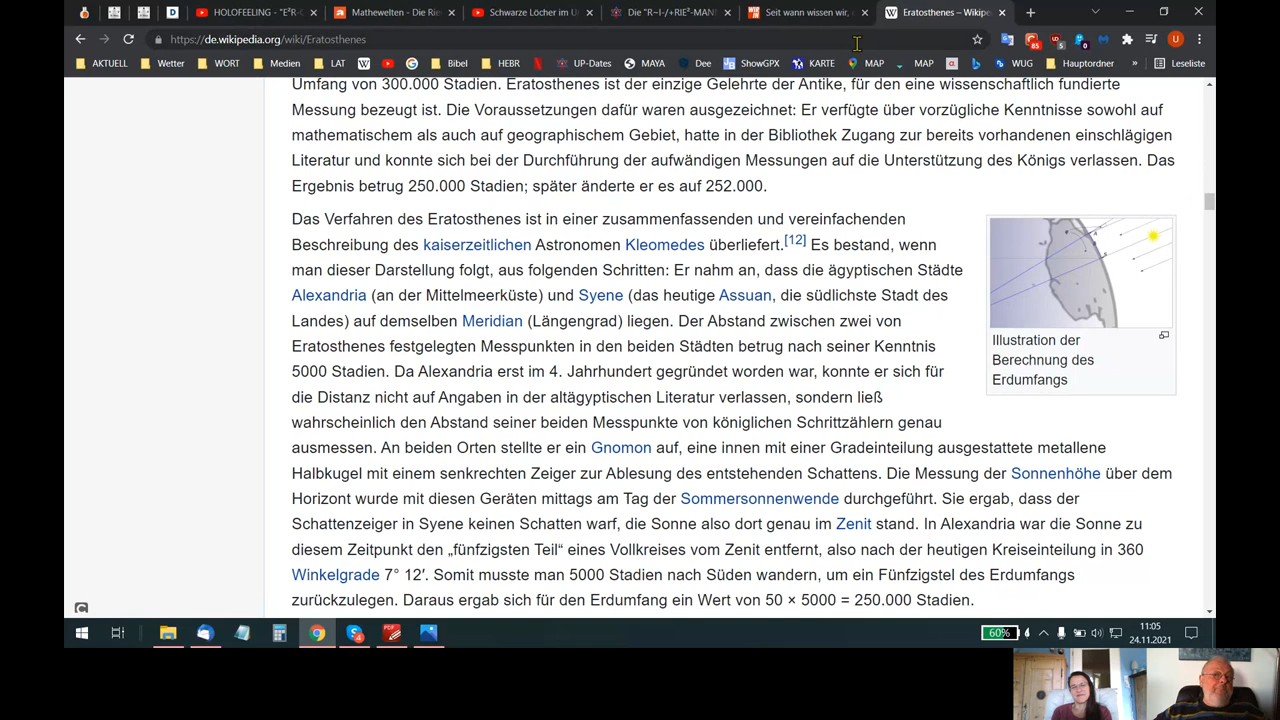 HOLOFEELING - "E²R-C
Mathewelten - Die Rie
Schwarze Löcher im U
Die "R~I-/+RIE²-MAN
Seit wann wissen wir,
Eratosthenes – Wikipe
https://de.wikipedia.org/wiki/Eratosthenes
85
5
0
U
AKTUELL
Wetter
WORT
Medien
LAT
Bibel
HEBR
UP-Dates
MAYA
Dee
ShowGPX
KARTE
MAP
MAP
WUG
Hauptordner
»
Leseliste
Umfang von 300.000 Stadien. Eratosthenes ist der einzige Gelehrte der Antike, für den eine wissenschaftlich fundierte
Messung bezeugt ist. Die Voraussetzungen dafür waren ausgezeichnet: Er verfügte über vorzügliche Kenntnisse sowohl auf
mathematischem als auch auf geographischem Gebiet, hatte in der Bibliothek Zugang zur bereits vorhandenen einschlägigen
Literatur und konnte sich bei der Durchführung der aufwändigen Messungen auf die Unterstützung des Königs verlassen. Das
Ergebnis betrug 250.000 Stadien; später änderte er es auf 252.000.
Das Verfahren des Eratosthenes ist in einer zusammenfassenden und vereinfachenden
Beschreibung des kaiserzeitlichen Astronomen Kleomedes überliefert.[12] Es bestand, wenn
man dieser Darstellung folgt, aus folgenden Schritten: Er nahm an, dass die ägyptischen Städte
Alexandria (an der Mittelmeerküste) und Syene (das heutige Assuan, die südlichste Stadt des
Landes) auf demselben Meridian (Längengrad) liegen. Der Abstand zwischen zwei von
Eratosthenes festgelegten Messpunkten in den beiden Städten betrug nach seiner Kenntnis
5000 Stadien. Da Alexandria erst im 4. Jahrhundert gegründet worden war, konnte er sich für
die Distanz nicht auf Angaben in der altägyptischen Literatur verlassen, sondern ließ
wahrscheinlich den Abstand seiner beiden Messpunkte von königlichen Schrittzählern genau
ausmessen. An beiden Orten stellte er ein Gnomon auf, eine innen mit einer Gradeinteilung ausgestattete metallene
Halbkugel mit einem senkrechten Zeiger zur Ablesung des entstehenden Schattens. Die Messung der Sonnenhöhe über dem
Horizont wurde mit diesen Geräten mittags am Tag der Sommersonnenwende durchgeführt. Sie ergab, dass der
Schattenzeiger in Syene keinen Schatten warf, die Sonne also dort genau im Zenit stand. In Alexandria war die Sonne zu
diesem Zeitpunkt den „fünfzigsten Teil“ eines Vollkreises vom Zenit entfernt, also nach der heutigen Kreiseinteilung in 360
Winkelgrade 7° 12′. Somit musste man 5000 Stadien nach Süden wandern, um ein Fünfzigstel des Erdumfangs
zurückzulegen. Daraus ergab sich für den Erdumfang ein Wert von 50 × 5000 = 250.000 Stadien.
Illustration der
Berechnung des
Erdumfangs
60%
11:05
24.11.2021